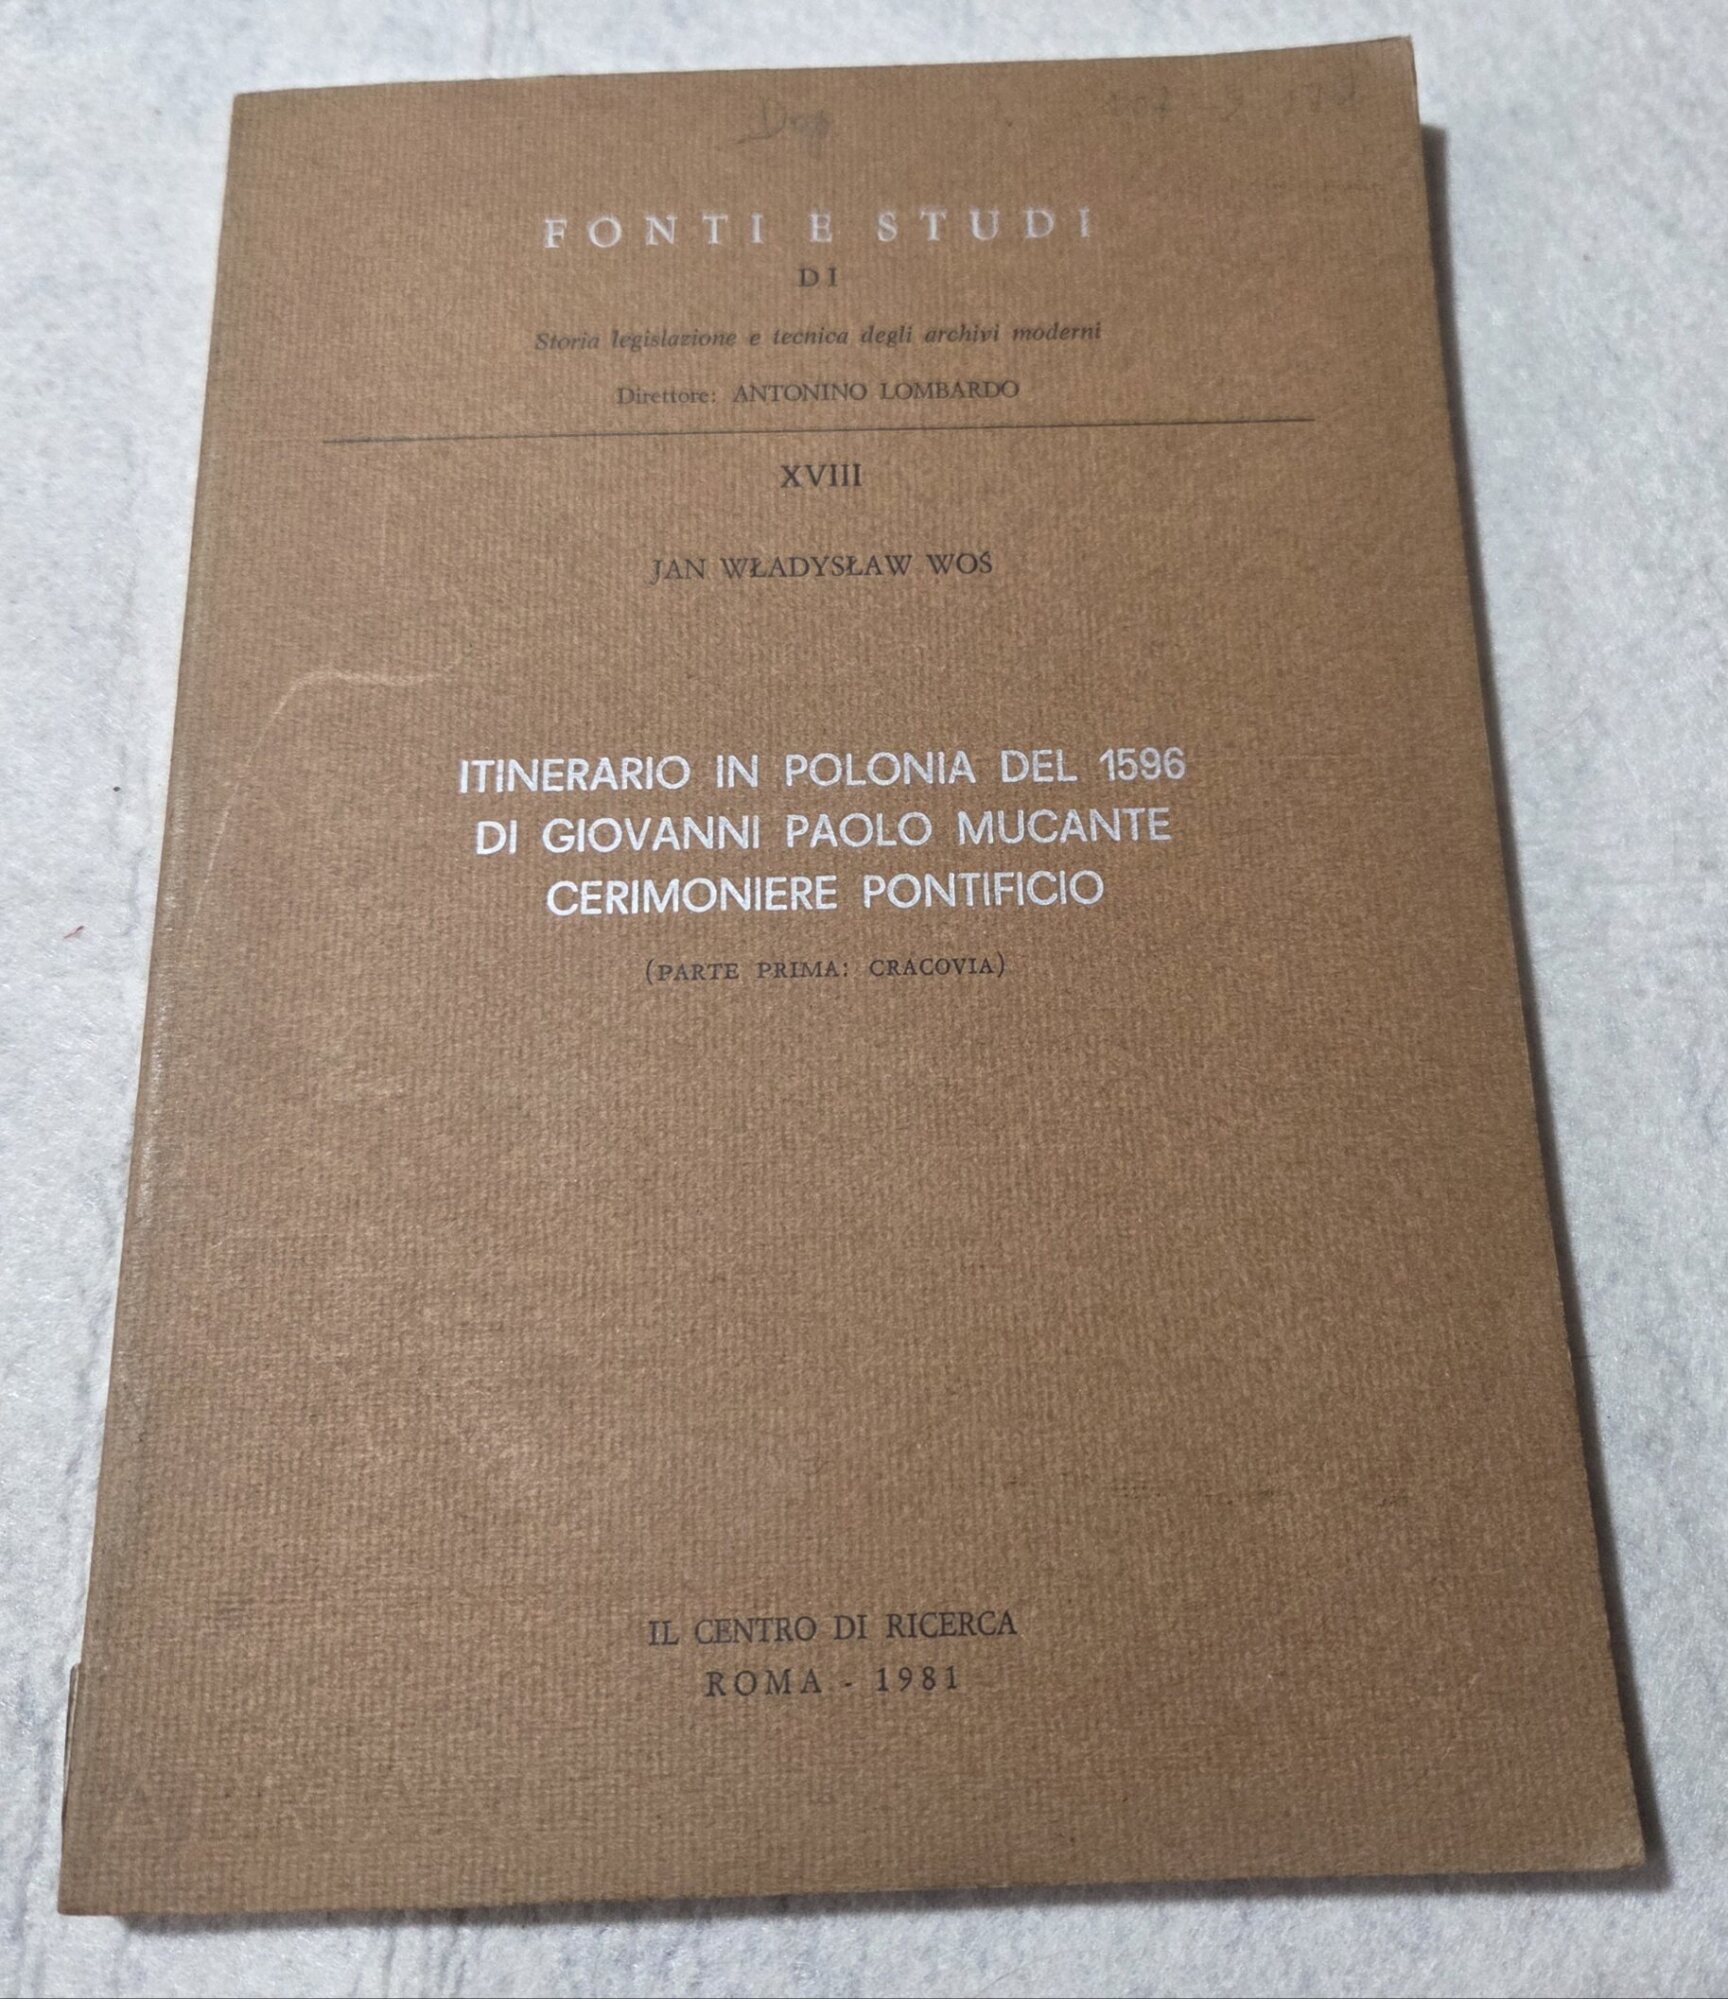 FONTI E STUDI
DI
Storia legislazione e tecnica degli archivi moderni
Direttore: ANTONINO LOMBARDO
XVIII
JAN WŁADYSŁAW WOŚ
ITINERARIO IN POLONIA DEL 1596
DI GIOVANNI PAOLO MUCANTE
CERIMONIERE PONTIFICIO
(PARTE PRIMA: CRACOVIA)
IL CENTRO DI RICERCA
ROMA - 1981